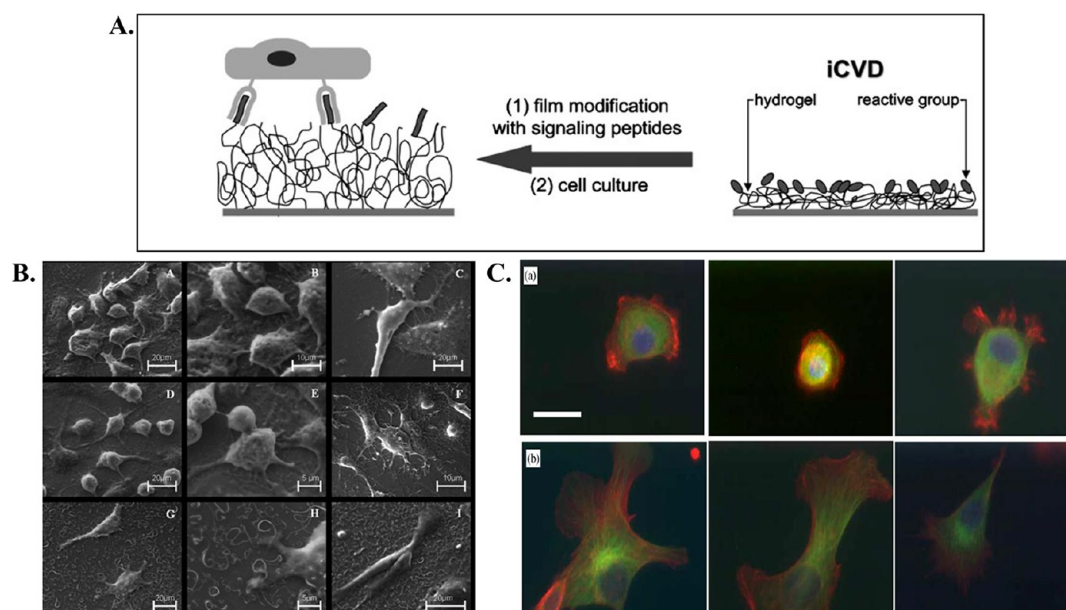 A.
iCVD
hydrogel reactive group
(1) film modification
with signaling peptides
(2) cell culture
B.
A B C
20µm 10µm 20µm
D E F
20µm 5 µm 10µm
G H I
20µm 5µm 20µm
C.
(a)
(b)